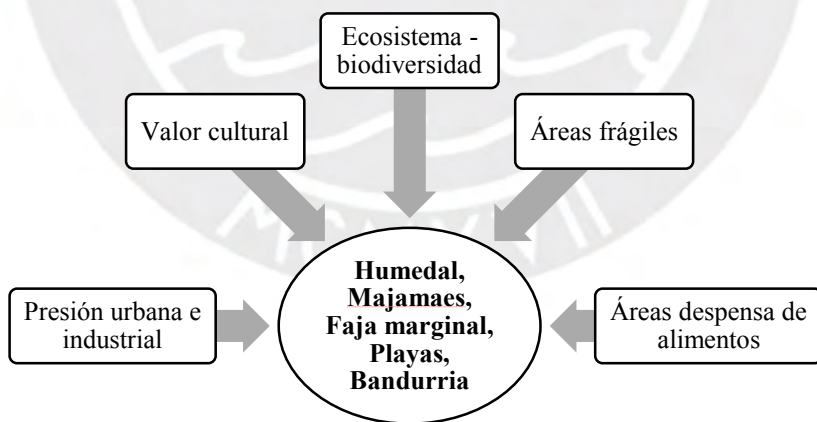 Ecosistema -
biodiversidad
Valor cultural
Áreas frágiles
Humedal,
Majamaes,
Faja marginal,
Playas,
Bandurria
Presión urbana e
industrial
Áreas despensa de
alimentos